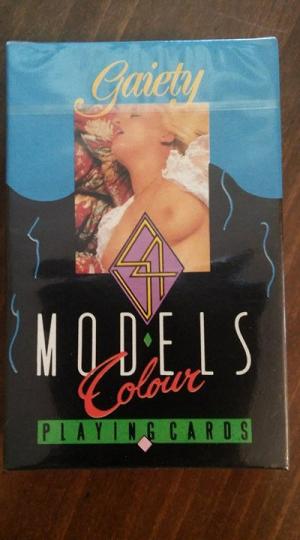 Gaiety
54
MODELS
Colour
PLAYING CARDS